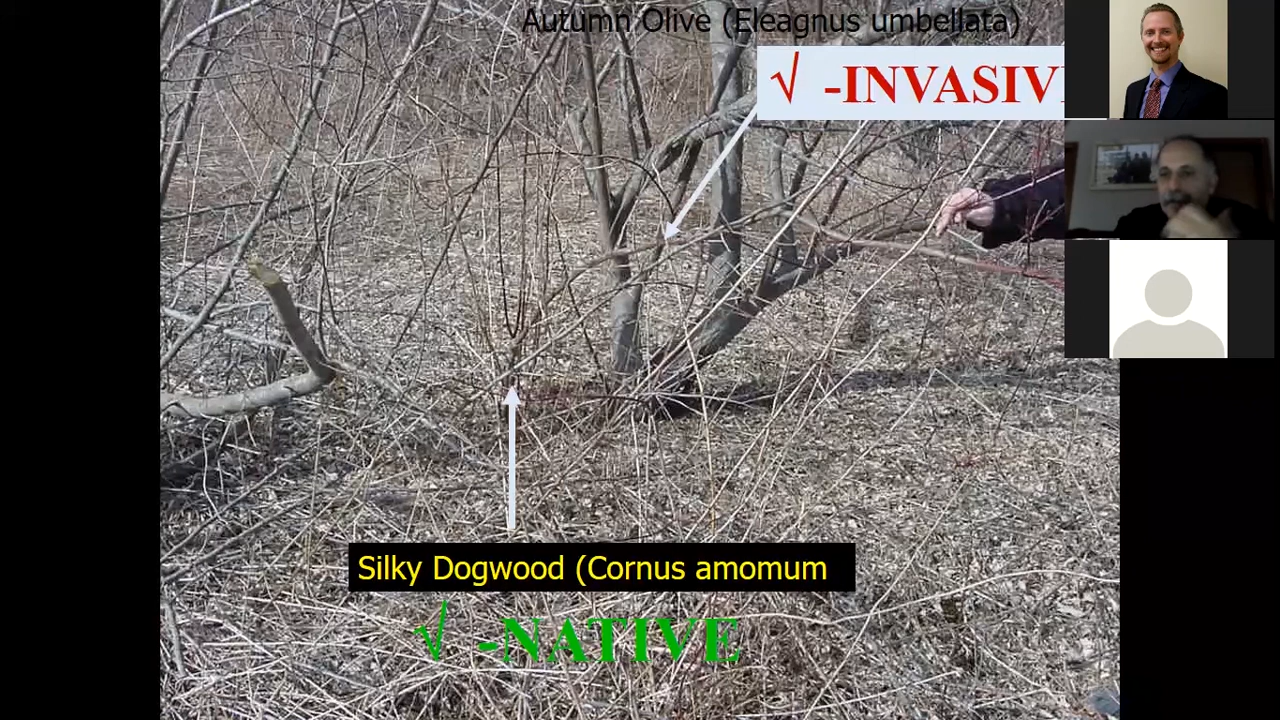 Autumn Olive (Eleagnus umbellata)
√ -INVASIV
Silky Dogwood (Cornus amomum
√ -NATIVE